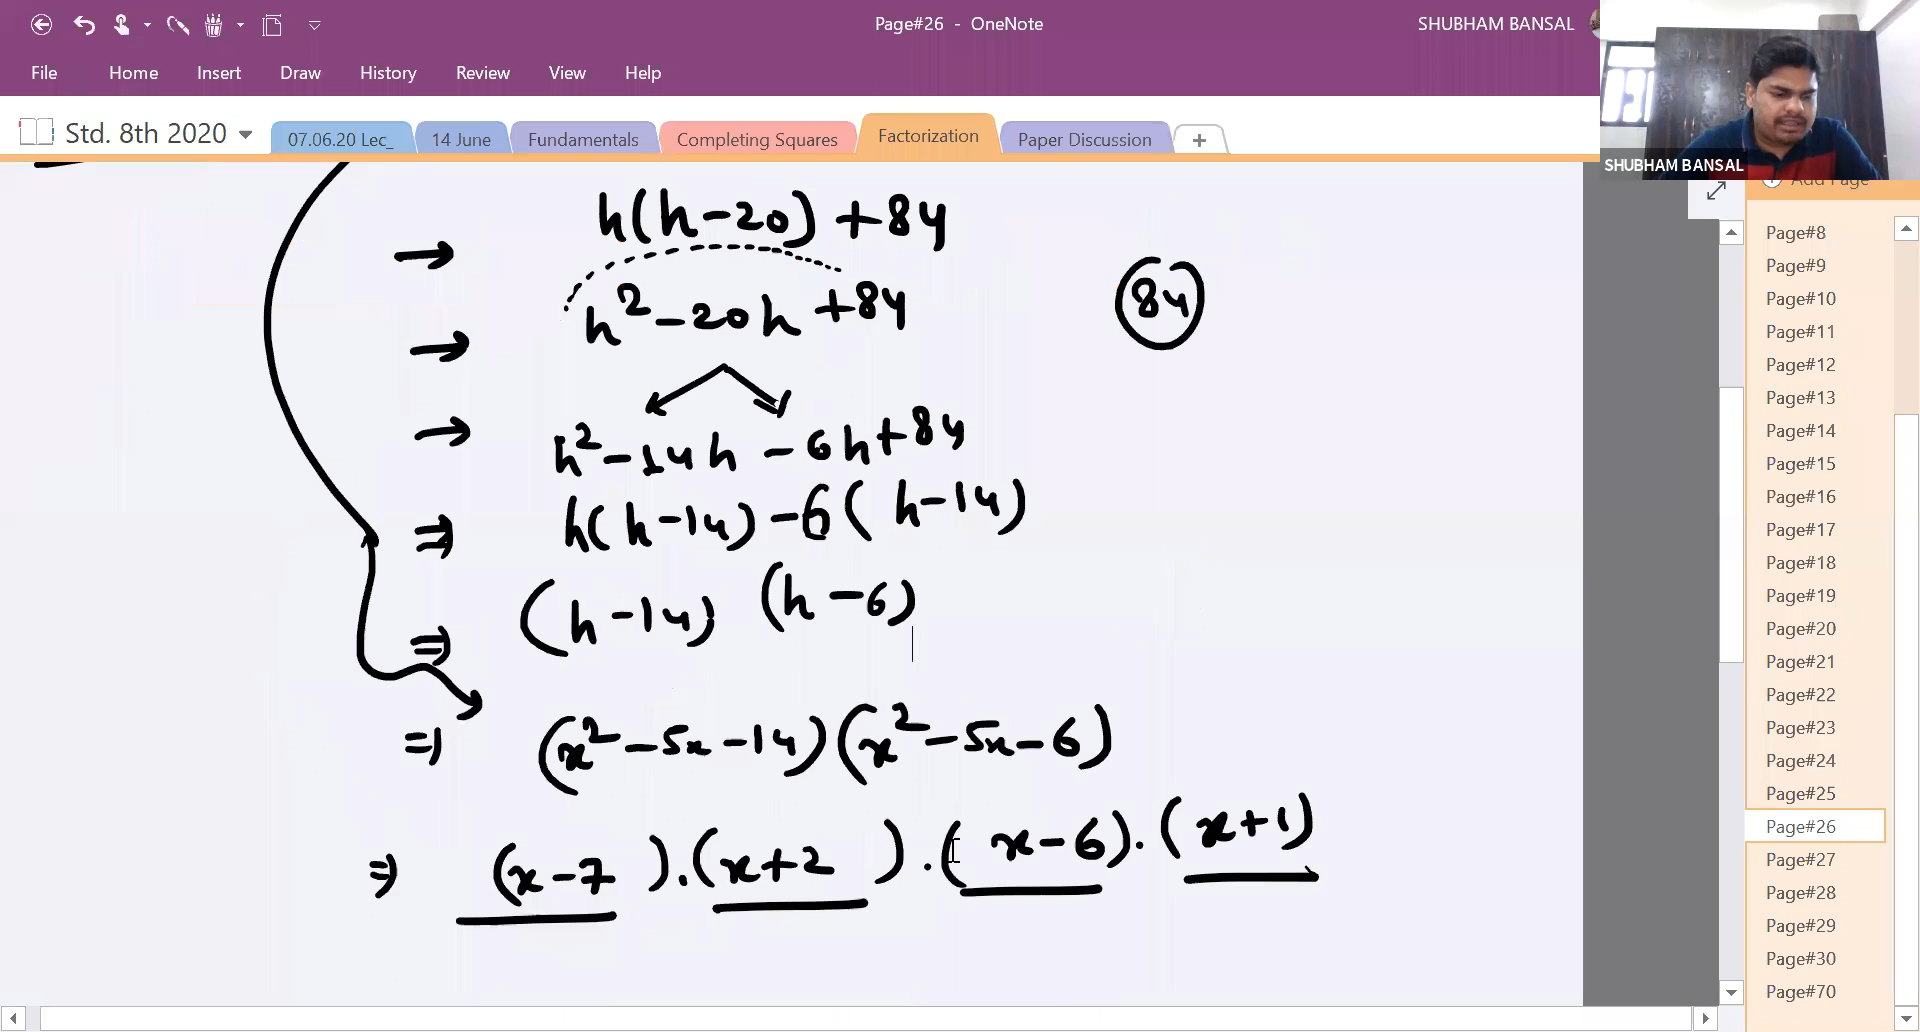 Page#26 - OneNote
SHUBHAM BANSAL
File Home Insert Draw History Review View Help
SHUBHAM BANSAL
Std. 8th 2020
07.06.20 Lec_
14 June
Fundamentals
Completing Squares
Factorization
Paper Discussion
+
h(h-20) +84
h² -20h +84
84
h² -14h -6h +84
h(h-14) -6(h-14)
(h-14) (h-6)
⇒ (x² -5x -14)(x² -5x -6)
⇒ (x-7).(x+2).(x-6).(x+1)
Add Page
Page#8
Page#9
Page#10
Page#11
Page#12
Page#13
Page#14
Page#15
Page#16
Page#17
Page#18
Page#19
Page#20
Page#21
Page#22
Page#23
Page#24
Page#25
Page#26
Page#27
Page#28
Page#29
Page#30
Page#70